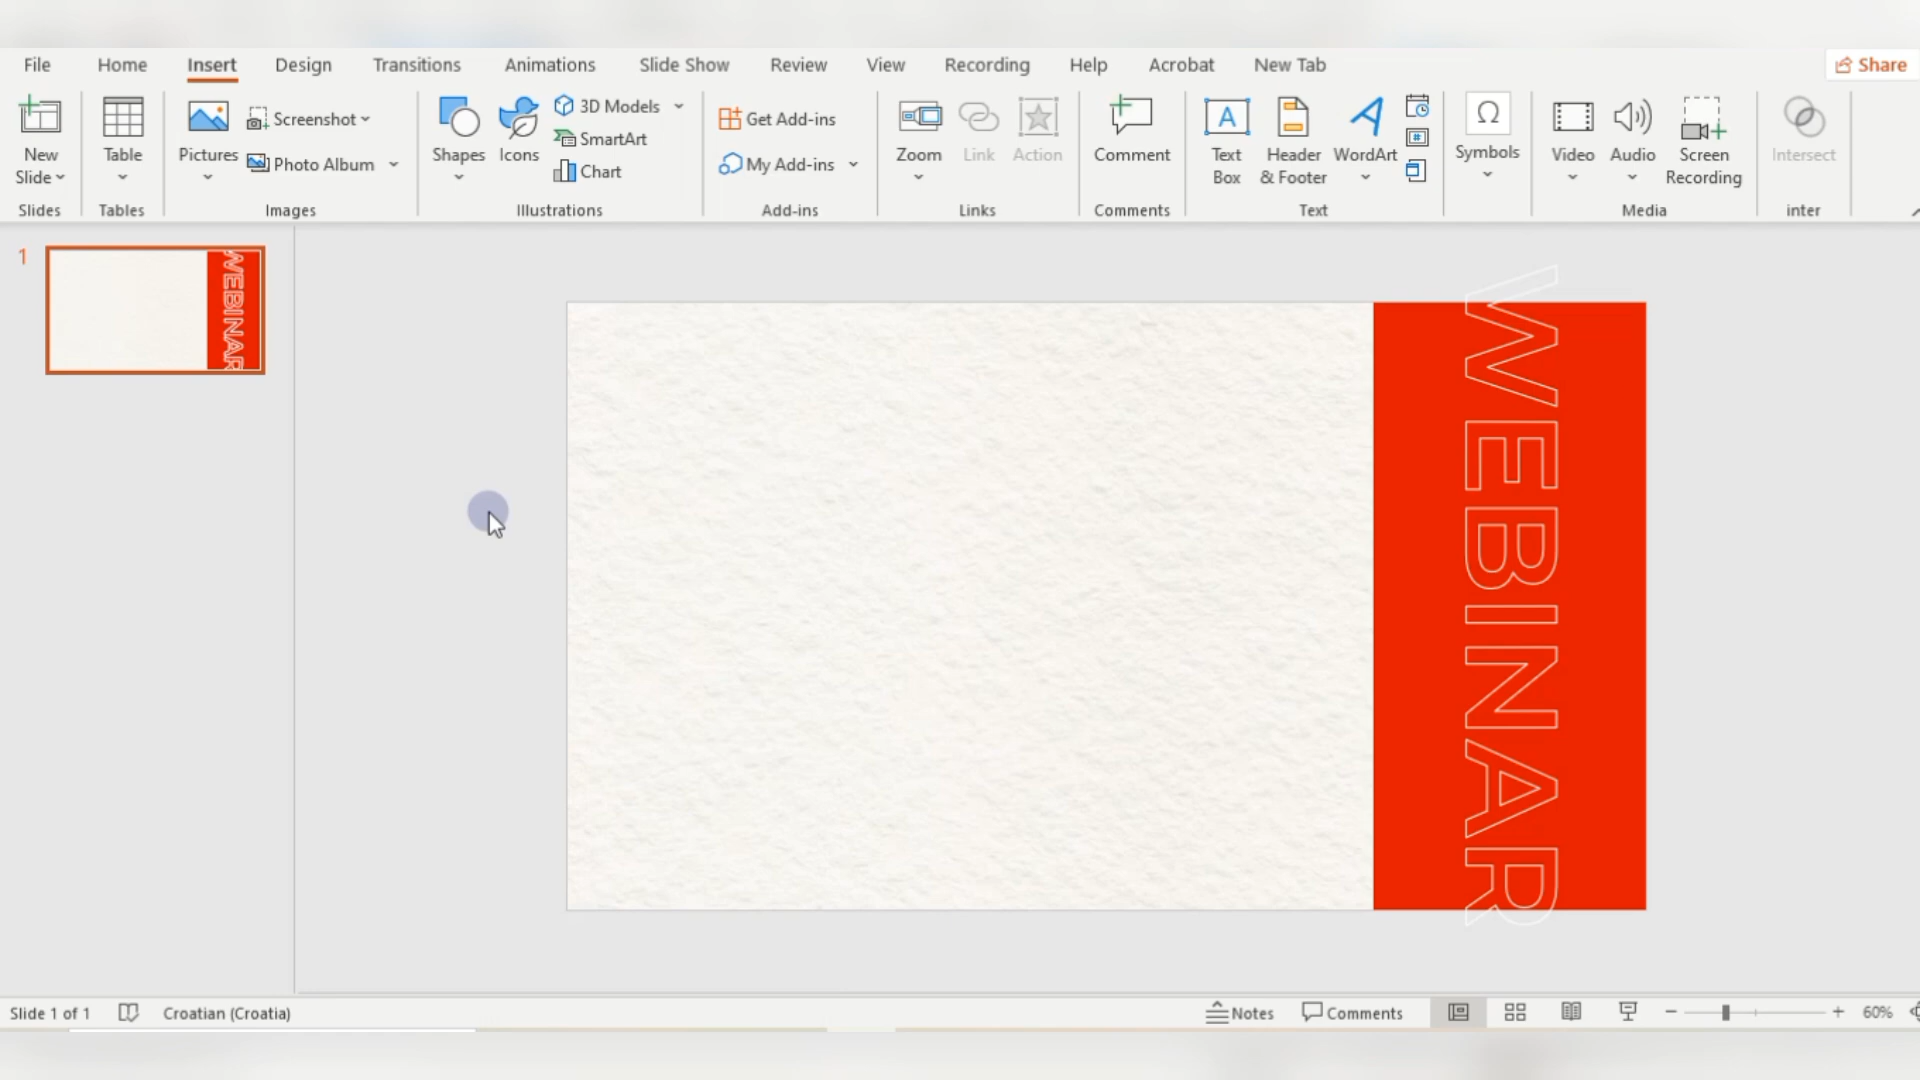 File Home Insert Design Transitions Animations Slide Show Review View Recording Help Acrobat New Tab Share
New Slide
Table
Pictures
Screenshot
Photo Album
Shapes
Icons
3D Models
SmartArt
Chart
Get Add-ins
My Add-ins
Zoom
Link
Action
Comment
A
Text Box
Header & Footer
WordArt
Ω
Symbols
Video
Audio
Screen Recording
Intersect
Slides Tables Images Illustrations Add-ins Links Comments Text Media inter
1
WEBINAR
WEBINAR
Slide 1 of 1 Croatian (Croatia) Notes Comments 60%